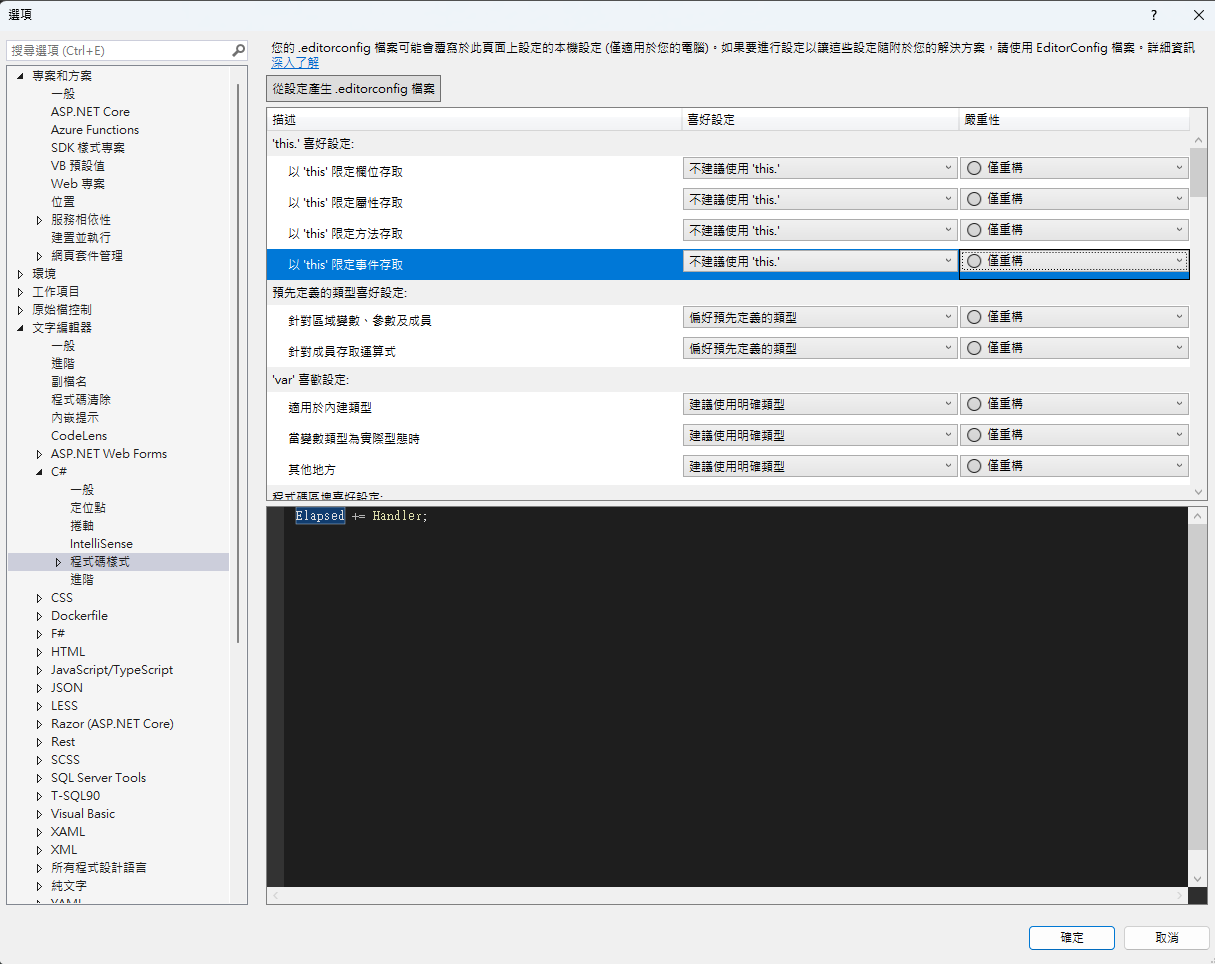 選項
?
搜尋選項 (Ctrl+E)
專案和方案
一般
ASP.NET Core
Azure Functions
SDK 樣式專案
VB 預設值
Web 專案
位置
服務相依性
建置並執行
網頁套件管理
環境
工作項目
原始檔控制
文字編輯器
一般
進階
副檔名
程式碼清除
內嵌提示
CodeLens
ASP.NET Web Forms
C#
一般
定位點
捲軸
IntelliSense
程式碼樣式
進階
CSS
Dockerfile
F#
HTML
JavaScript/TypeScript
JSON
LESS
Razor (ASP.NET Core)
Rest
SCSS
SQL Server Tools
T-SQL90
Visual Basic
XAML
XML
所有程式設計語言
純文字
YAML
您的 .editorconfig 檔案可能會覆寫於此頁面上設定的本機設定 (僅適用於您的電腦)。如果要進行設定以讓這些設定隨附於您的解決方案，請使用 EditorConfig 檔案。詳細資訊
深入了解
從設定產生 .editorconfig 檔案
描述 喜好設定 嚴重性
'this.' 喜好設定:
以 'this' 限定欄位存取 不建議使用 'this.' 僅重構
以 'this' 限定屬性存取 不建議使用 'this.' 僅重構
以 'this' 限定方法存取 不建議使用 'this.' 僅重構
以 'this' 限定事件存取 不建議使用 'this.' 僅重構
預先定義的類型喜好設定:
針對區域變數、參數及成員 偏好預先定義的類型 僅重構
針對成員存取運算式 偏好預先定義的類型 僅重構
'var' 喜歡設定:
適用於內建類型 建議使用明確類型 僅重構
當變數類型為實際型態時 建議使用明確類型 僅重構
其他地方 建議使用明確類型 僅重構
程式碼區塊喜好設定:
Elapsed += Handler;
確定 取消